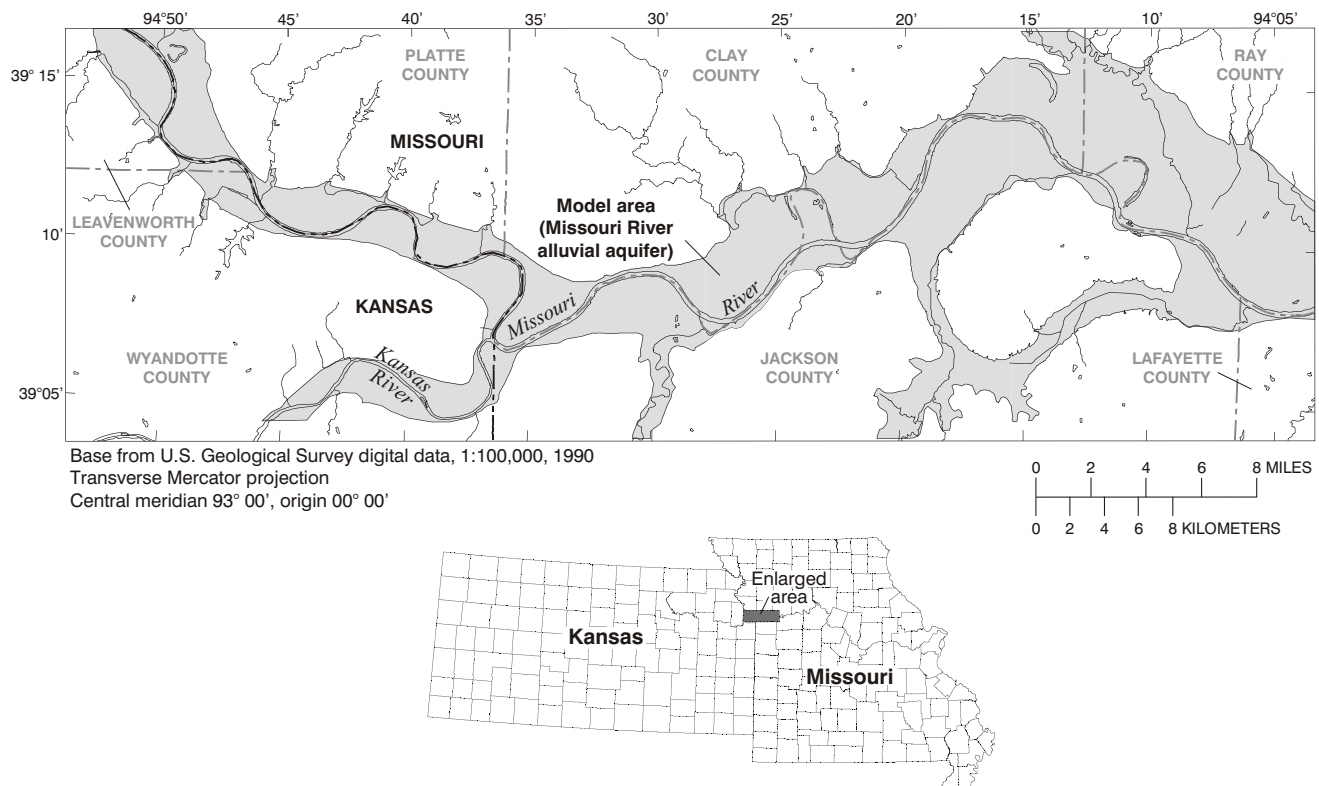 94°50' 45' 40' 35' 30' 25' 20' 15' 10' 94°05'
39° 15'
10'
39°05'
PLATTE
COUNTY
CLAY
COUNTY
RAY
COUNTY
MISSOURI
LEAVENWORTH
COUNTY
Model area
(Missouri River
alluvial aquifer)
KANSAS
Missouri
River
WYANDOTTE
COUNTY
Kansas
River
JACKSON
COUNTY
LAFAYETTE
COUNTY
Base from U.S. Geological Survey digital data, 1:100,000, 1990
Transverse Mercator projection
Central meridian 93° 00', origin 00° 00'
0 2 4 6 8 MILES
0 2 4 6 8 KILOMETERS
Enlarged
area
Kansas
Missouri